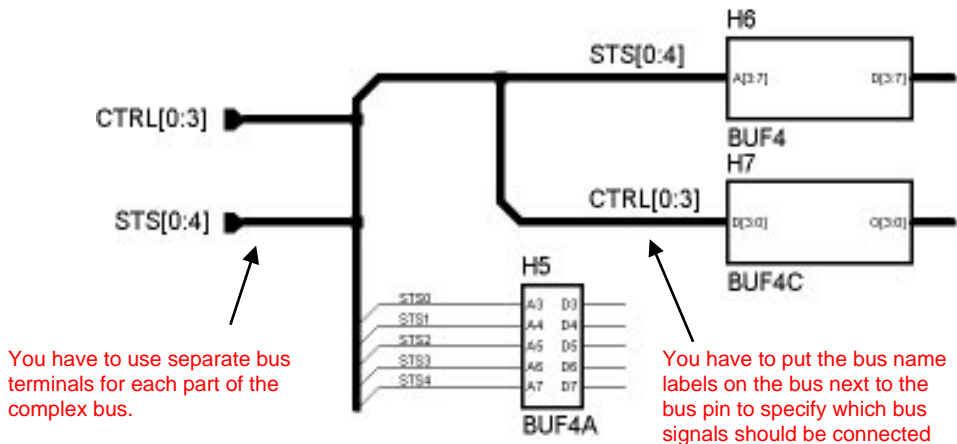 H6
STS[0:4]
A[3:7] D[3:7]
CTRL[0:3]
BUF4
H7
CTRL[0:3]
STS[0:4]
D[3:0] O[3:0]
BUF4C
H5
STS0 A3 D3
STS1 A4 D4
STS2 A5 D5
STS3 A6 D6
STS4 A7 D7
BUF4A
You have to use separate bus
terminals for each part of the
complex bus.
You have to put the bus name
labels on the bus next to the
bus pin to specify which bus
signals should be connected